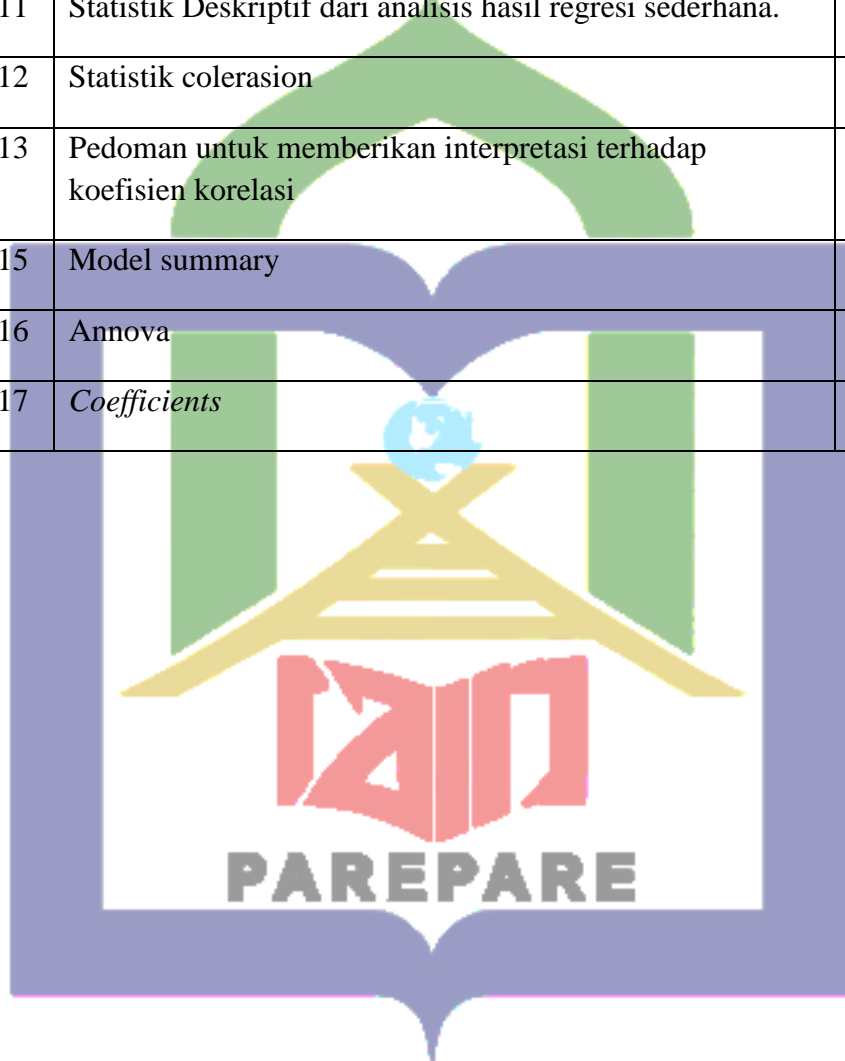 11 Statistik Deskriptif dari analisis hasil regresi sederhana.
12 Statistik colerasion
13 Pedoman untuk memberikan interpretasi terhadap
koefisien korelasi
15 Model summary
16 Annova
17 Coefficients
iain
PAREPARE